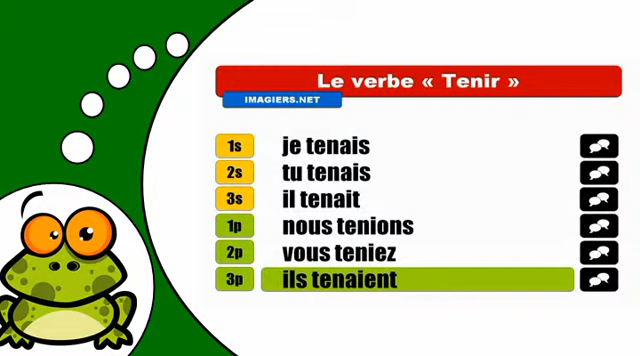 Le verbe « Tenir »
IMAGIERS.NET
1s je tenais
2s tu tenais
3s il tenait
1p nous tenions
2p vous teniez
3p ils tenaient